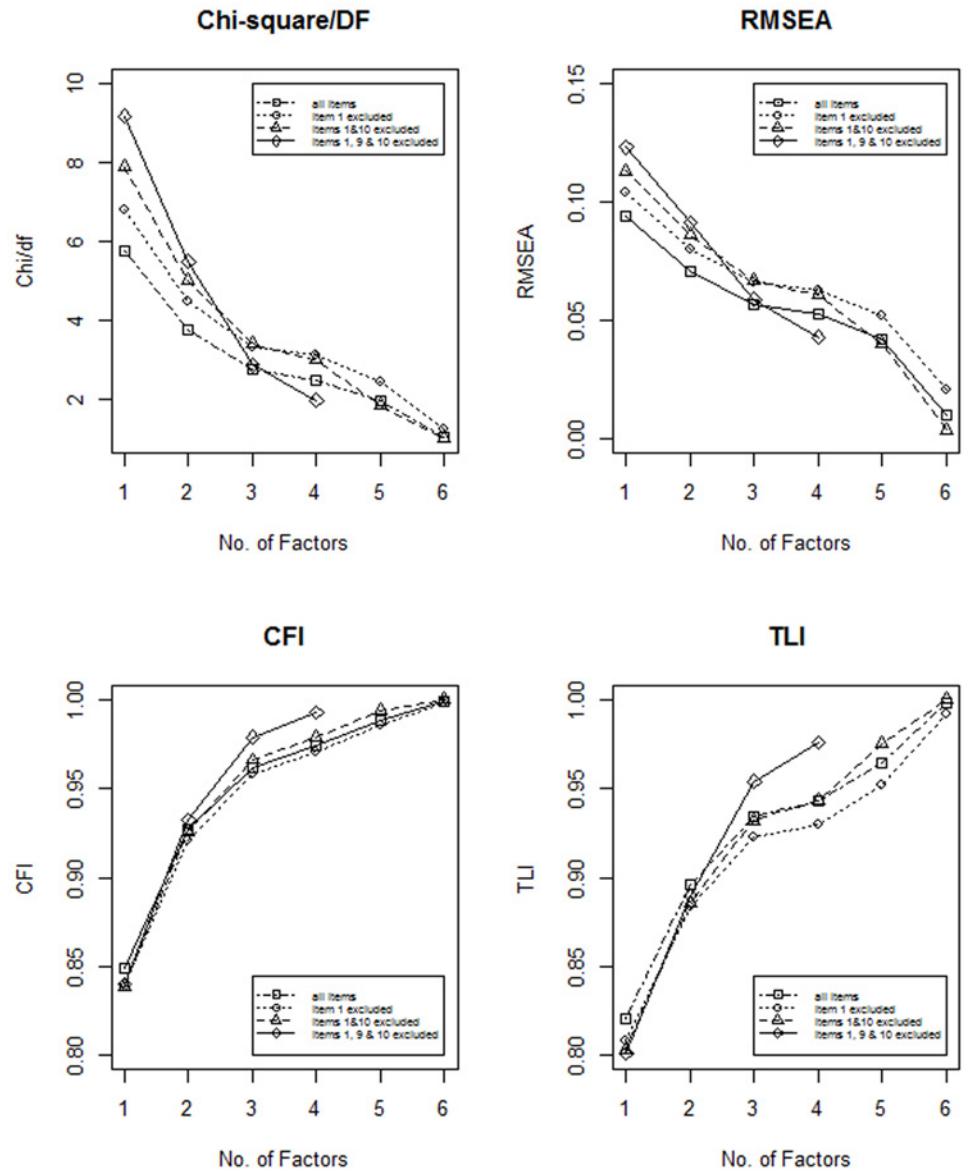 Chi-square/DF
10
8
6
4
2
Chi/df
all items
Item 1 excluded
Items 1&10 excluded
Items 1, 9 & 10 excluded
1 2 3 4 5 6
No. of Factors
RMSEA
0.15
0.10
0.05
0.00
RMSEA
all items
Item 1 excluded
Items 1&10 excluded
Items 1, 9 & 10 excluded
1 2 3 4 5 6
No. of Factors
CFI
1.00
0.95
0.90
0.85
0.80
CFI
all items
Item 1 excluded
Items 1&10 excluded
Items 1, 9 & 10 excluded
1 2 3 4 5 6
No. of Factors
TLI
1.00
0.95
0.90
0.85
0.80
TLI
all items
Item 1 excluded
Items 1&10 excluded
Items 1, 9 & 10 excluded
1 2 3 4 5 6
No. of Factors